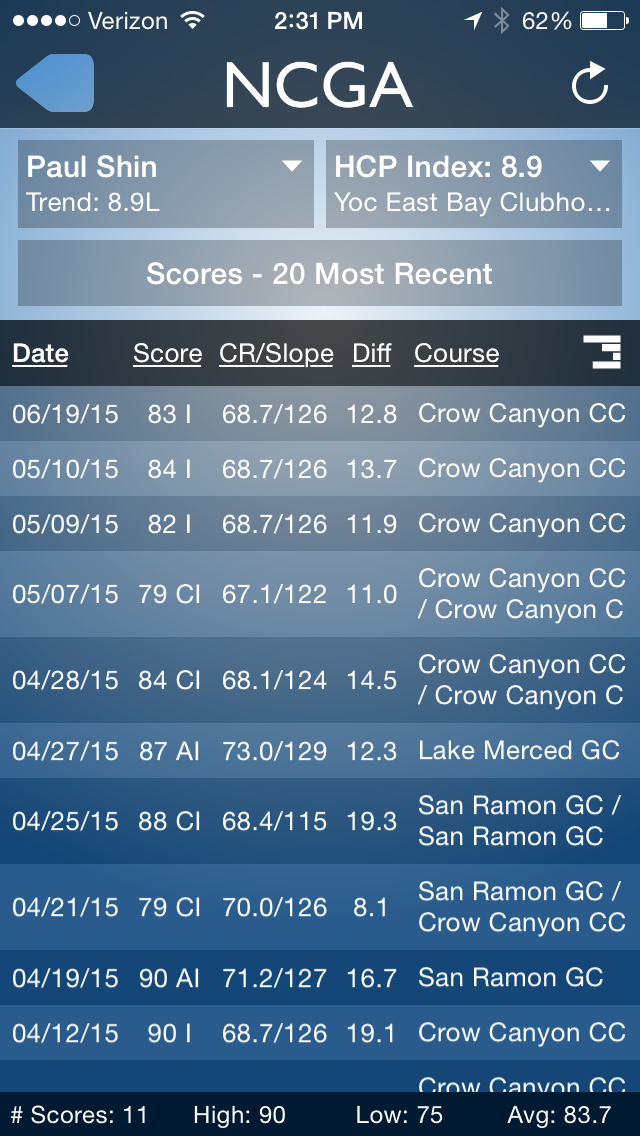 Verizon 2:31 PM 62%
NCGA
Paul Shin HCP Index: 8.9
Trend: 8.9L Yoc East Bay Clubho...
Scores - 20 Most Recent
Date Score CR/Slope Diff Course
06/19/15 83 I 68.7/126 12.8 Crow Canyon CC
05/10/15 84 I 68.7/126 13.7 Crow Canyon CC
05/09/15 82 I 68.7/126 11.9 Crow Canyon CC
05/07/15 79 CI 67.1/122 11.0 Crow Canyon CC
/ Crow Canyon C
04/28/15 84 CI 68.1/124 14.5 Crow Canyon CC
/ Crow Canyon C
04/27/15 87 AI 73.0/129 12.3 Lake Merced GC
04/25/15 88 CI 68.4/115 19.3 San Ramon GC /
San Ramon GC
04/21/15 79 CI 70.0/126 8.1 San Ramon GC /
Crow Canyon CC
04/19/15 90 AI 71.2/127 16.7 San Ramon GC
04/12/15 90 I 68.7/126 19.1 Crow Canyon CC
Crow Canyon CC
# Scores: 11 High: 90 Low: 75 Avg: 83.7